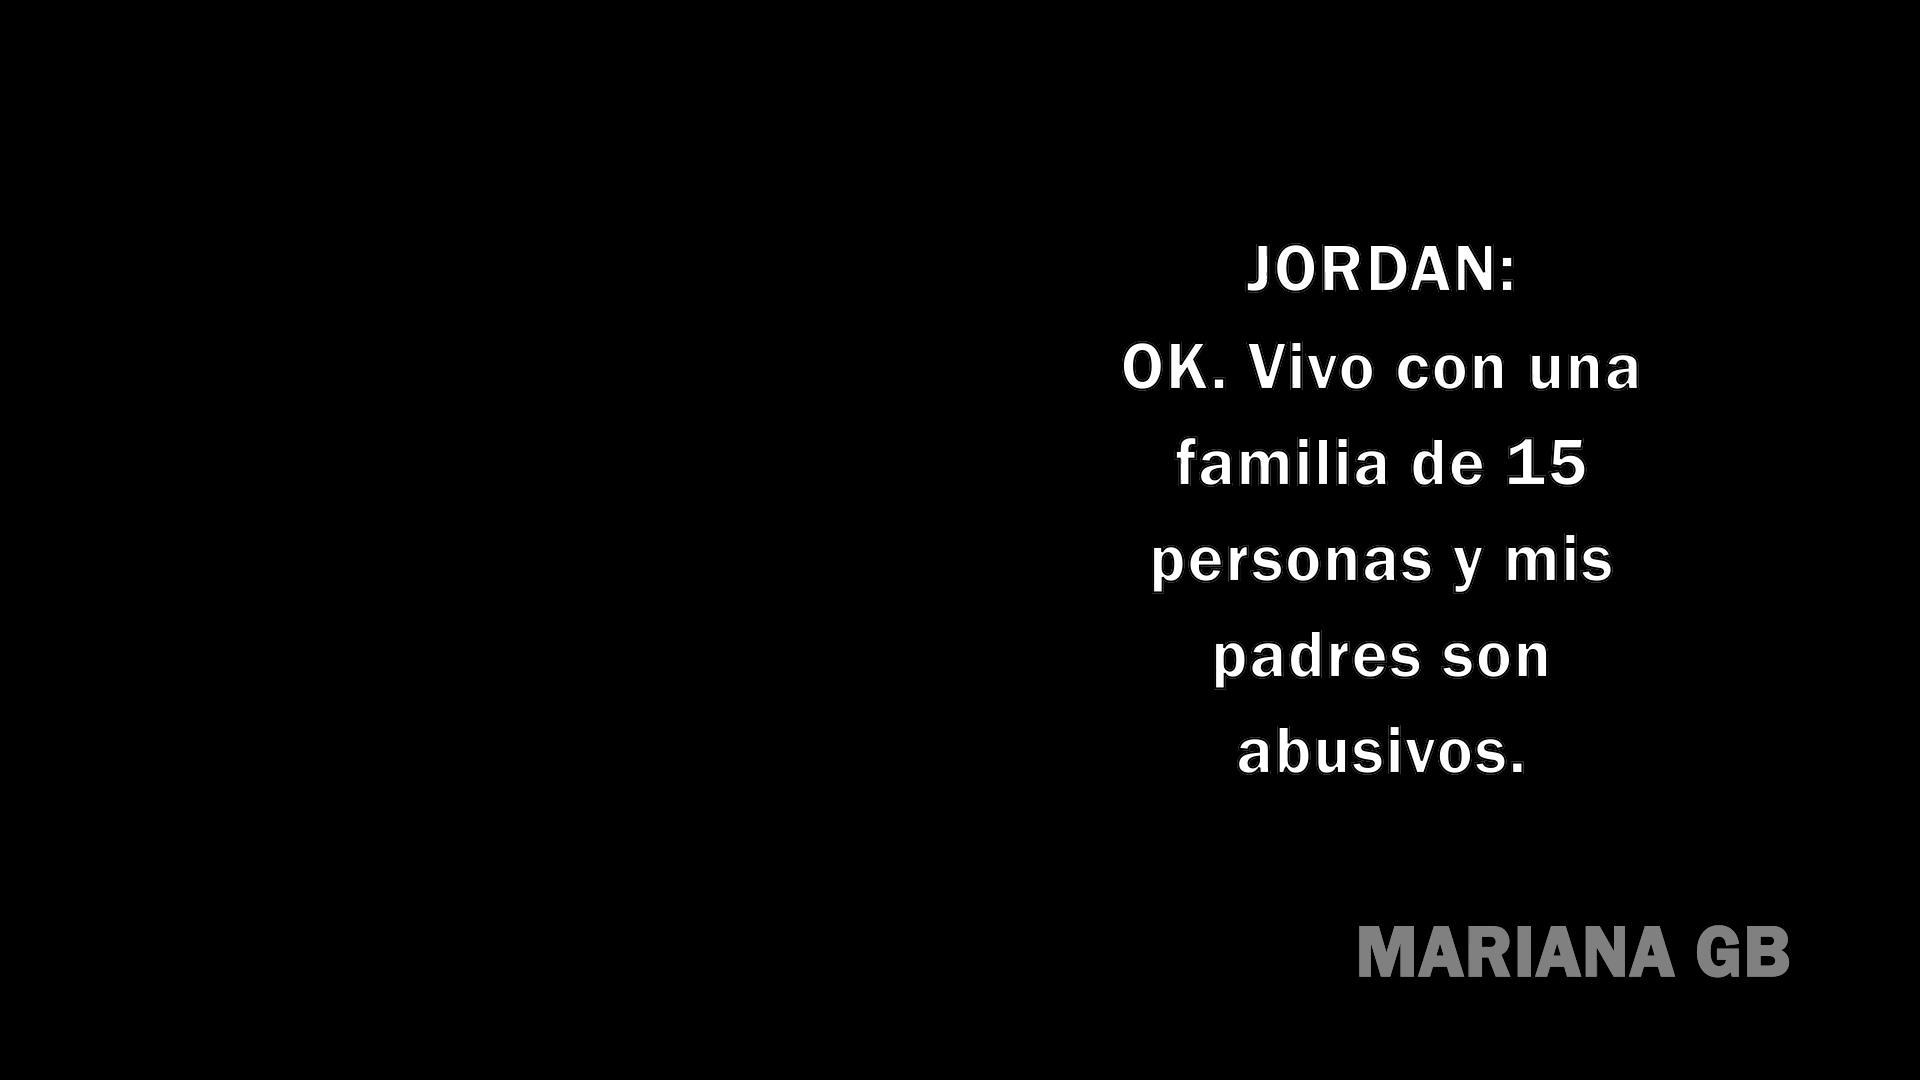 JORDAN:
OK. Vivo con una
familia de 15
personas y mis
padres son
abusivos.
MARIANA GB